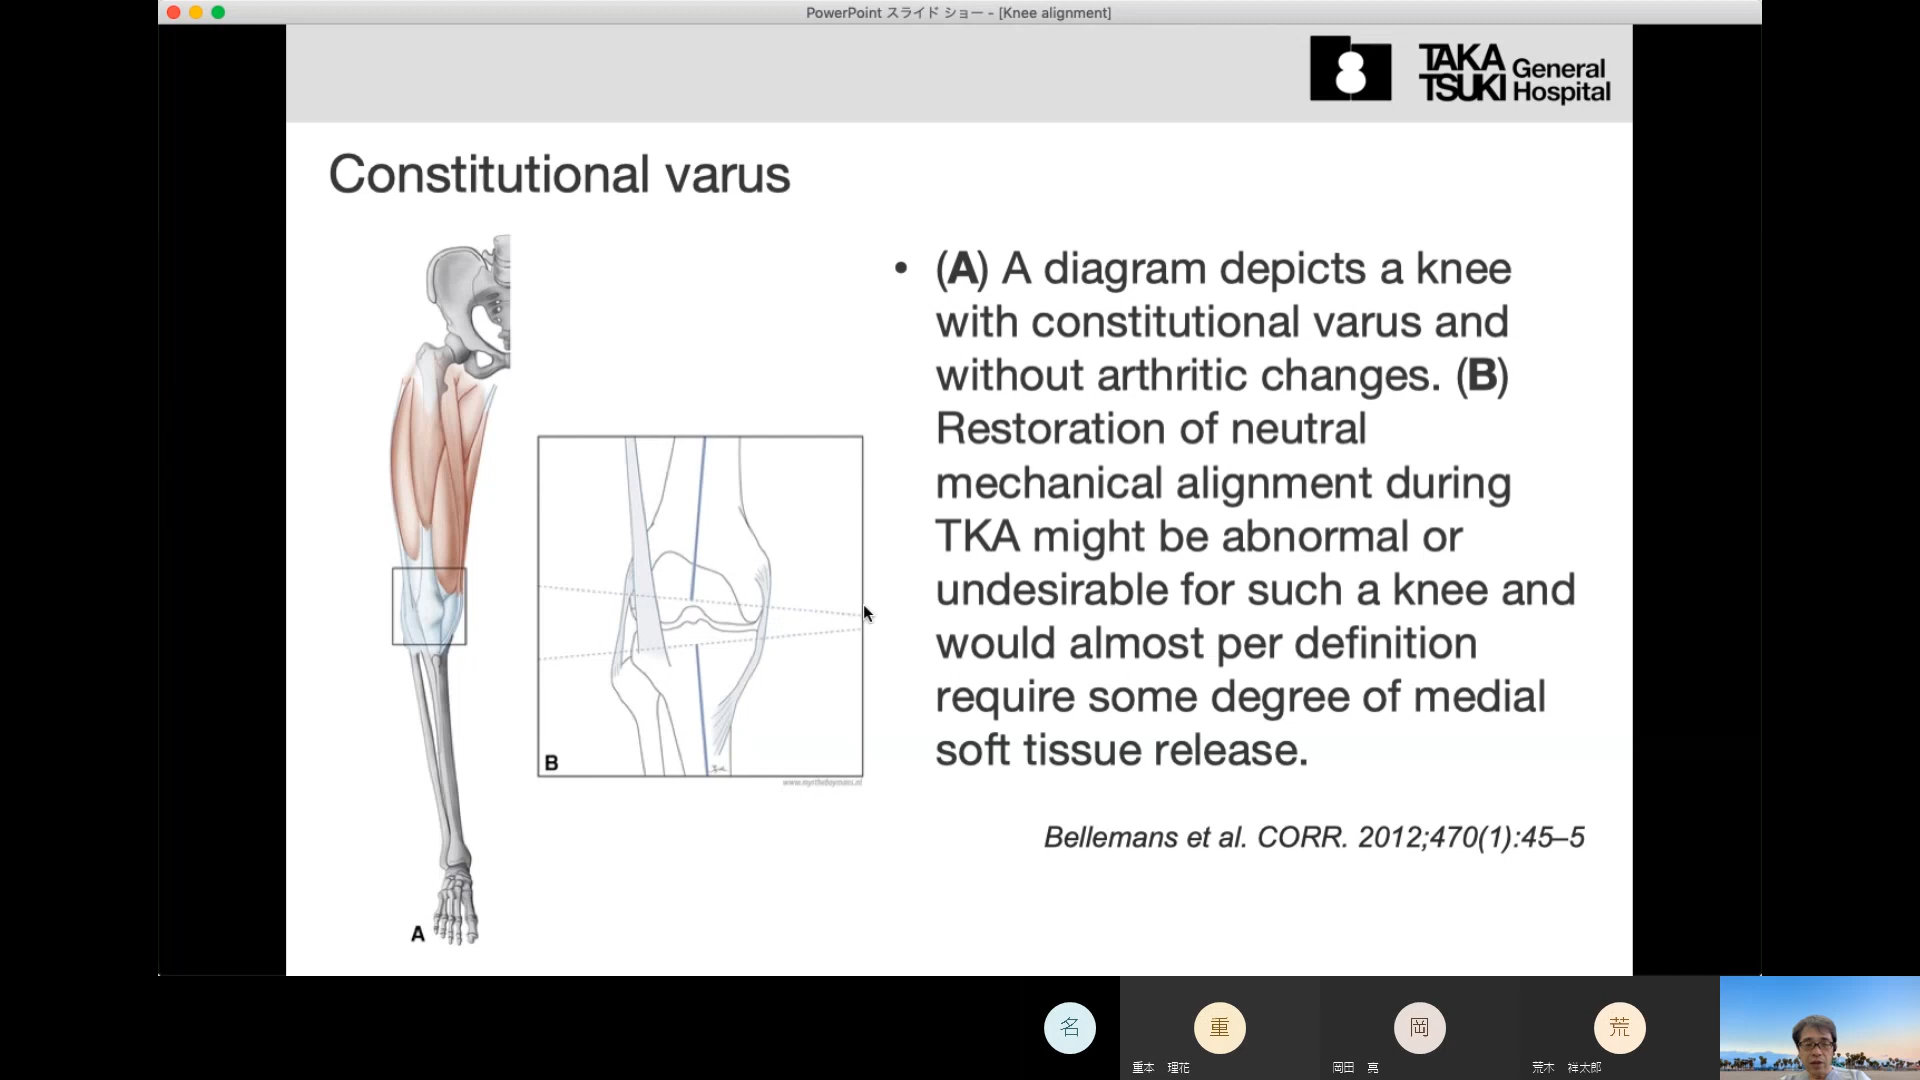 PowerPoint スライド ショー - [Knee alignment]
TAKA
TSUKI
General
Hospital
Constitutional varus
• (A) A diagram depicts a knee
with constitutional varus and
without arthritic changes. (B)
Restoration of neutral
mechanical alignment during
TKA might be abnormal or
undesirable for such a knee and
would almost per definition
require some degree of medial
soft tissue release.
B
A
Bellemans et al. CORR. 2012;470(1):45–5
名
重
岡
荒
重本 理花
岡田 亮
荒木 祥太郎